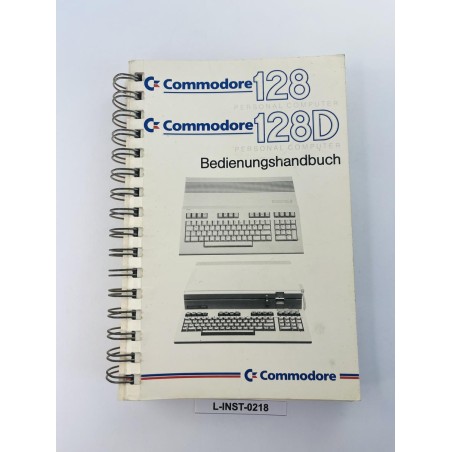 Commodore 128
PERSONAL COMPUTER
Commodore 128D
PERSONAL COMPUTER
Bedienungshandbuch
Commodore
L-INST-0218